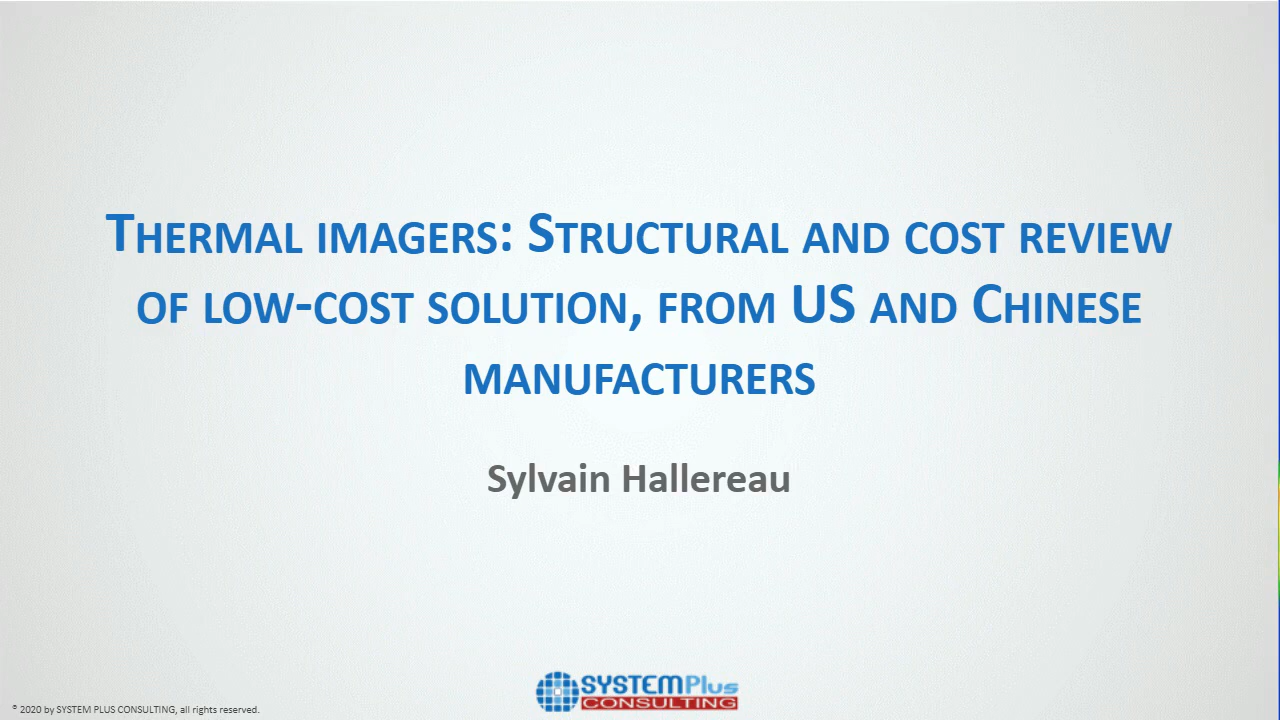 Thermal imagers: Structural and cost review
of low-cost solution, from US and Chinese
manufacturers
Sylvain Hallereau
SYSTEMPlus
CONSULTING
© 2020 by SYSTEM PLUS CONSULTING, all rights reserved.